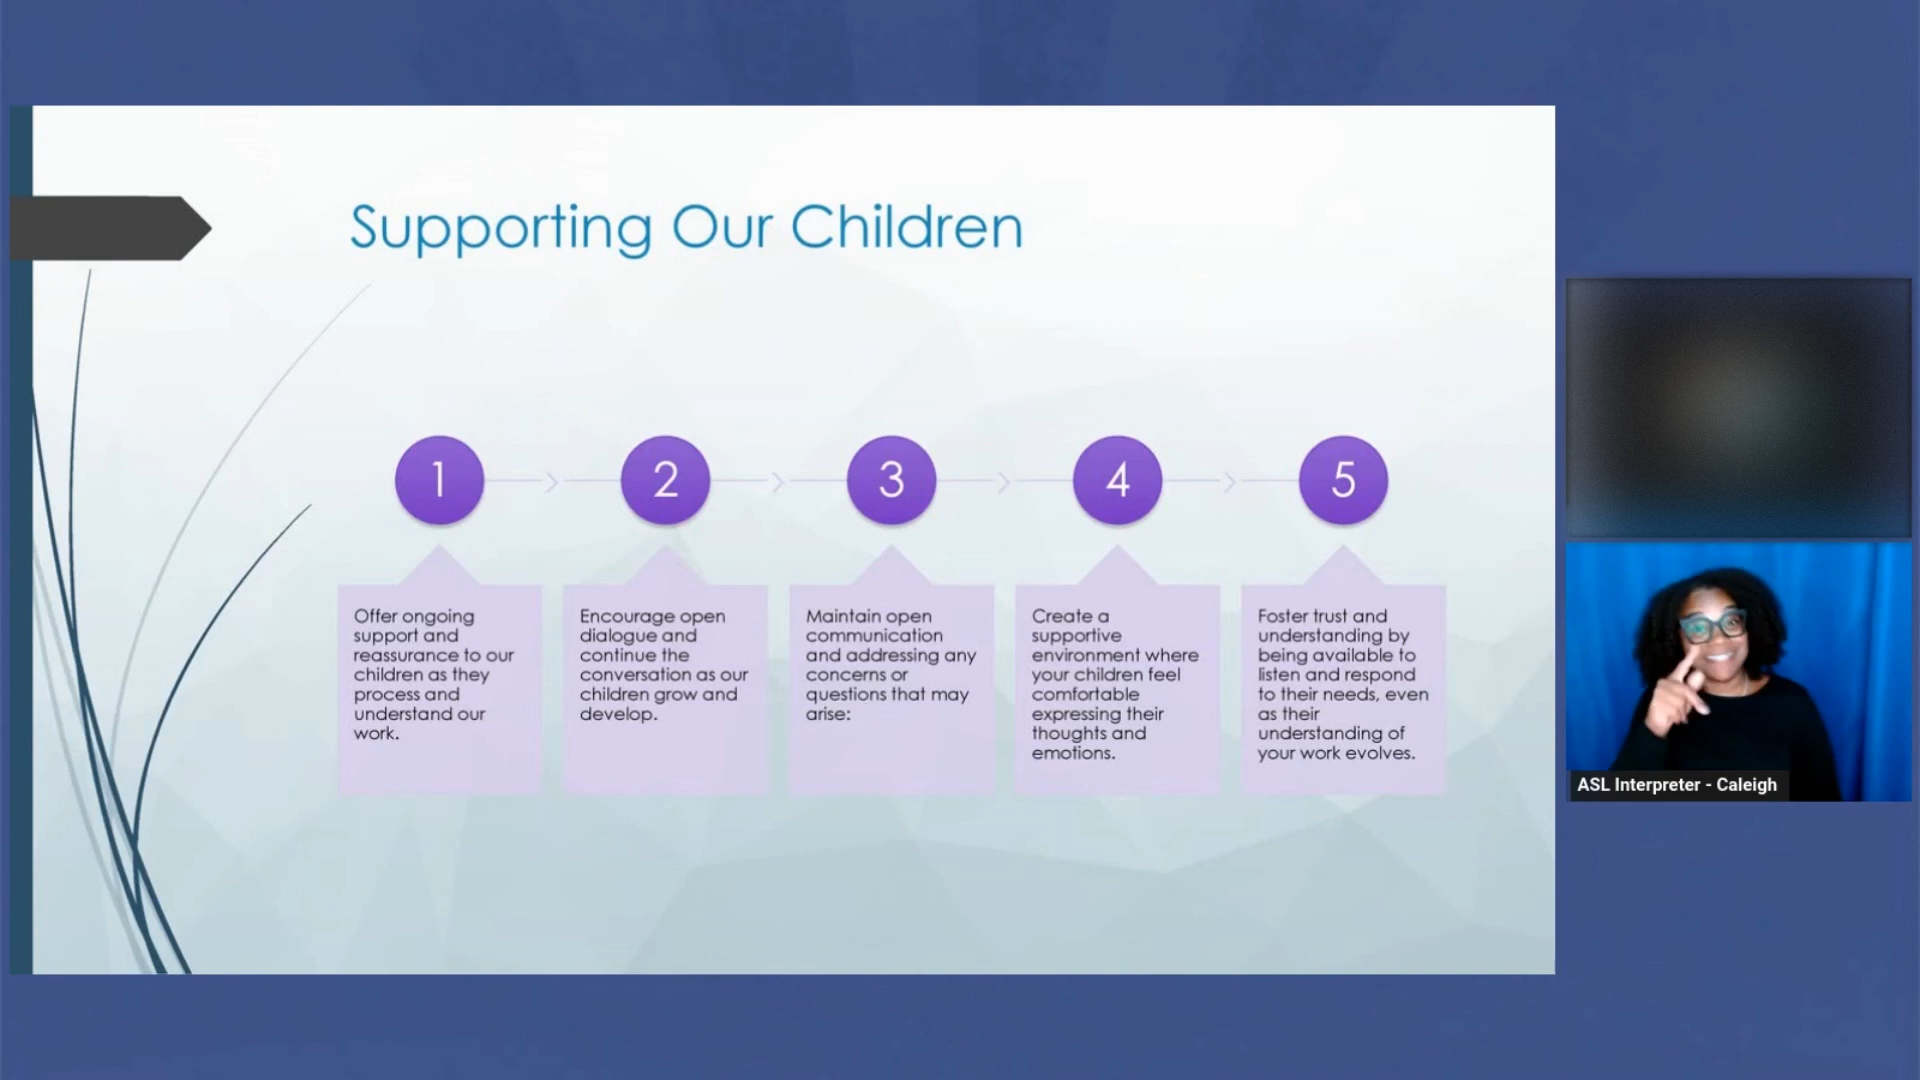 Supporting Our Children
1
2
3
4
5
Offer ongoing
support and
reassurance to our
children as they
process and
understand our
work.
Encourage open
dialogue and
continue the
conversation as our
children grow and
develop.
Maintain open
communication
and addressing any
concerns or
questions that may
arise:
Create a
supportive
environment where
your children feel
comfortable
expressing their
thoughts and
emotions.
Foster trust and
understanding by
being available to
listen and respond
to their needs, even
as their
understanding of
your work evolves.
ASL Interpreter - Caleigh